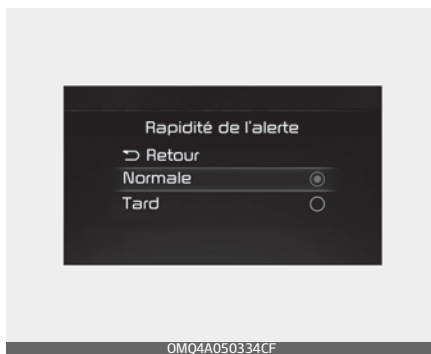 Rapidité de l'alerte
⮌ Retour
Normale
Tard
OMQ4A050334CF